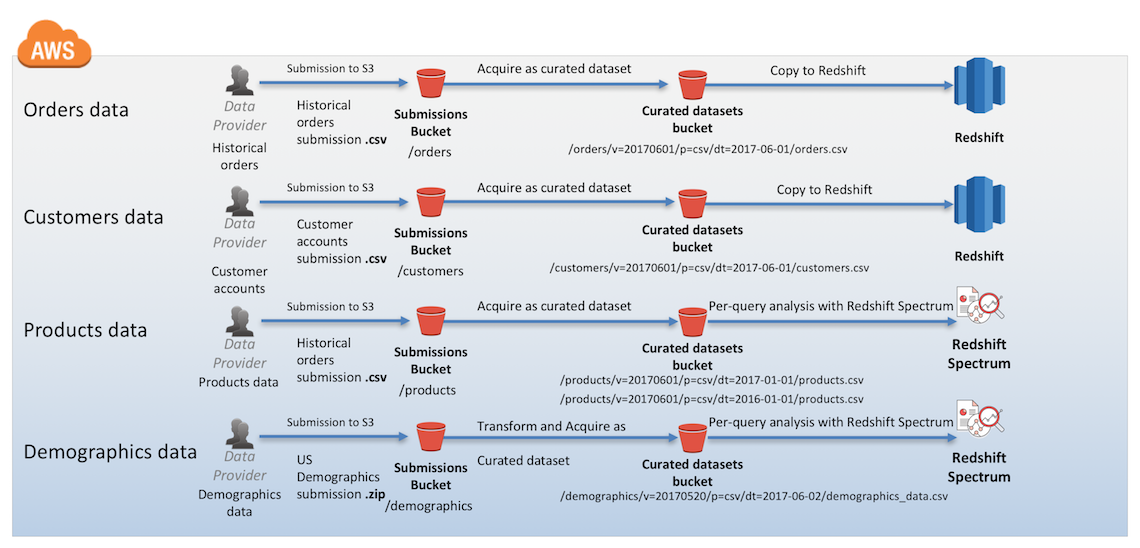 AWS
Orders data
Data
Provider
Historical
orders
Submission to S3
Historical
orders
submission .csv
Submissions
Bucket
/orders
Acquire as curated dataset
Curated datasets
bucket
/orders/v=20170601/p=csv/dt=2017-06-01/orders.csv
Copy to Redshift
Redshift
Customers data
Data
Provider
Customer
accounts
Submission to S3
Customer
accounts
submission .csv
Submissions
Bucket
/customers
Acquire as curated dataset
Curated datasets
bucket
/customers/v=20170601/p=csv/dt=2017-06-01/customers.csv
Copy to Redshift
Redshift
Products data
Data
Provider
Products data
Submission to S3
Historical
orders
submission .csv
Submissions
Bucket
/products
Acquire as curated dataset
Curated datasets
bucket
/products/v=20170601/p=csv/dt=2017-01-01/products.csv
/products/v=20170601/p=csv/dt=2016-01-01/products.csv
Per-query analysis with Redshift Spectrum
Redshift
Spectrum
Demographics data
Data
Provider
Demographics
data
Submission to S3
US
Demographics
submission .zip
Submissions
Bucket
/demographics
Transform and Acquire as
Curated dataset
Curated datasets
bucket
/demographics/v=20170520/p=csv/dt=2017-06-02/demographics_data.csv
Per-query analysis with Redshift Spectrum
Redshift
Spectrum